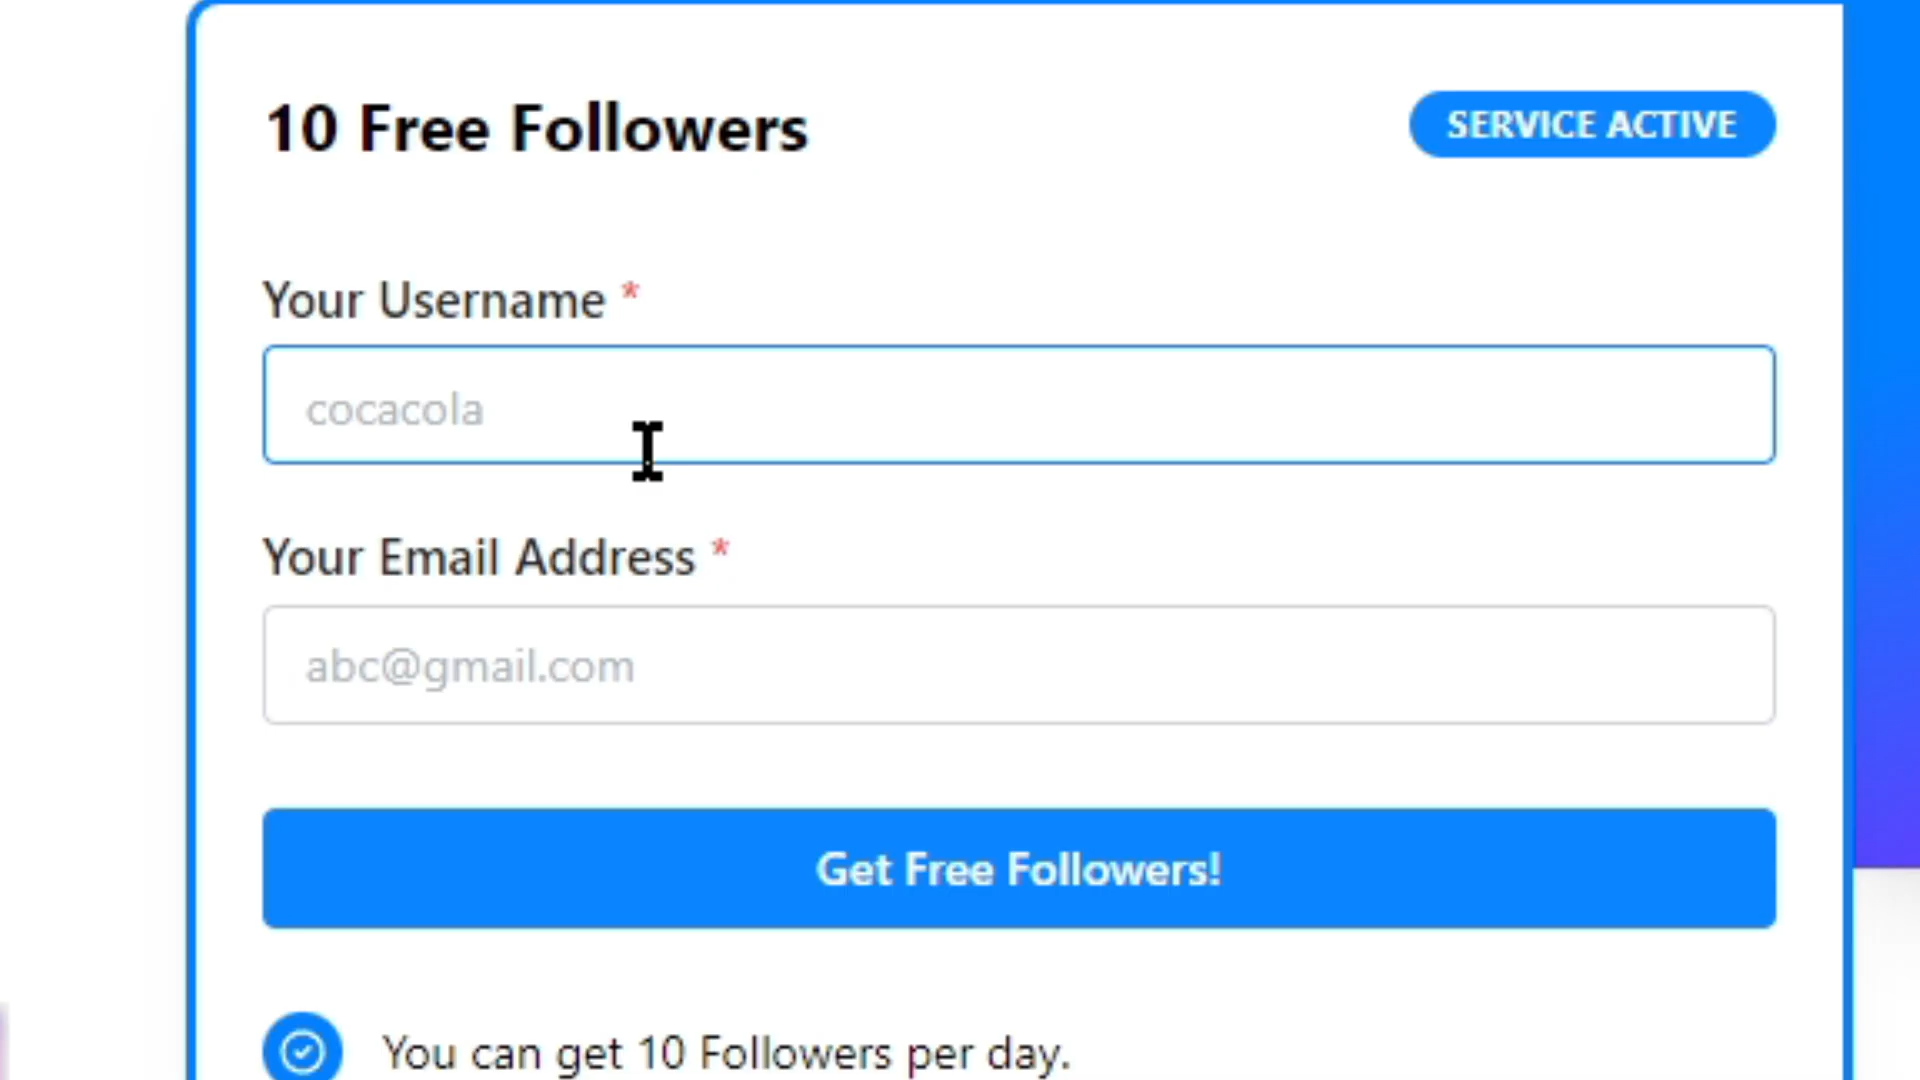 10 Free Followers
SERVICE ACTIVE
Your Username *
cocacola
Your Email Address *
abc@gmail.com
Get Free Followers!
You can get 10 Followers per day.